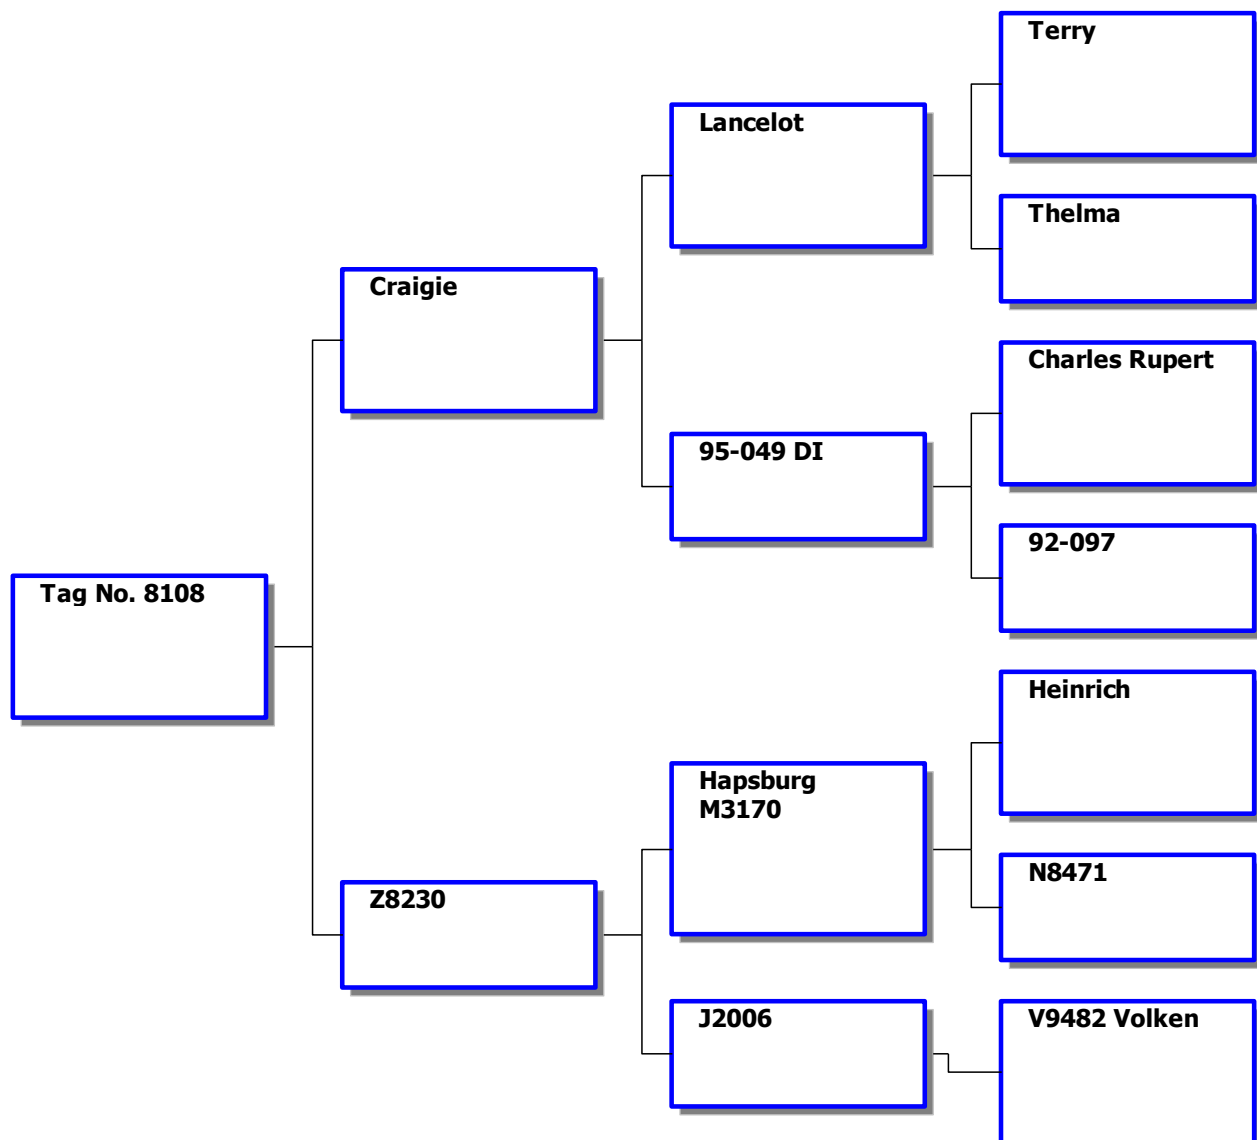 Terry
Lancelot
Thelma
Craigie
Charles Rupert
95-049 DI
92-097
Tag No. 8108
Heinrich
Hapsburg
M3170
N8471
Z8230
J2006
V9482 Volken